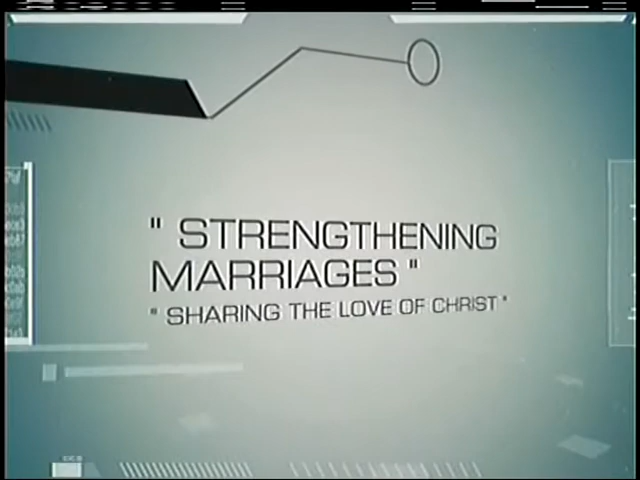 " STRENGTHENING
MARRIAGES "
" SHARING THE LOVE OF CHRIST "